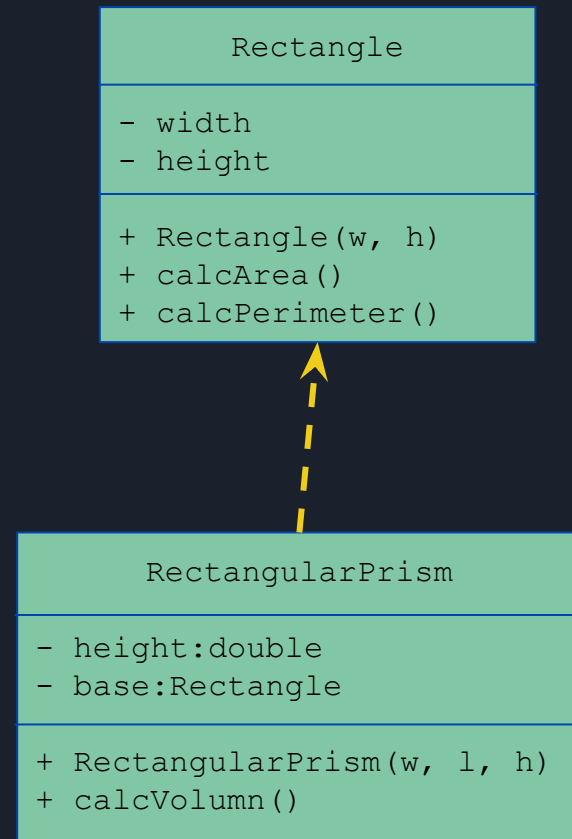 Rectangle
- width
- height
+ Rectangle(w, h)
+ calcArea()
+ calcPerimeter()
RectangularPrism
- height:double
- base:Rectangle
+ RectangularPrism(w, l, h)
+ calcVolumn()